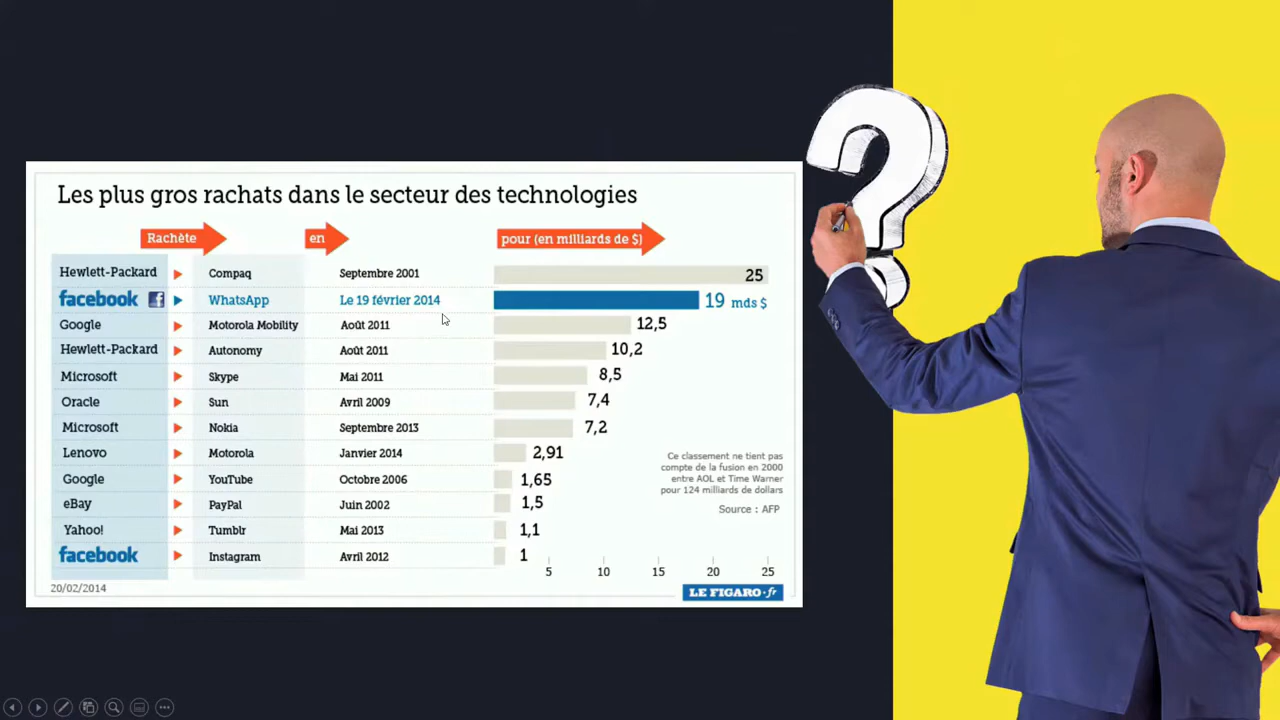 Les plus gros rachats dans le secteur des technologies
Rachète en pour (en milliards de $)
Hewlett-Packard Compaq Septembre 2001 25
facebook f WhatsApp Le 19 février 2014 19 mds $
Google Motorola Mobility Août 2011 12,5
Hewlett-Packard Autonomy Août 2011 10,2
Microsoft Skype Mai 2011 8,5
Oracle Sun Avril 2009 7,4
Microsoft Nokia Septembre 2013 7,2
Lenovo Motorola Janvier 2014 2,91
Google YouTube Octobre 2006 1,65
eBay PayPal Juin 2002 1,5
Yahoo! Tumblr Mai 2013 1,1
facebook Instagram Avril 2012 1
Ce classement ne tient pas
compte de la fusion en 2000
entre AOL et Time Warner
pour 124 milliards de dollars
Source : AFP
5 10 15 20 25
20/02/2014
LE FIGARO·fr
?